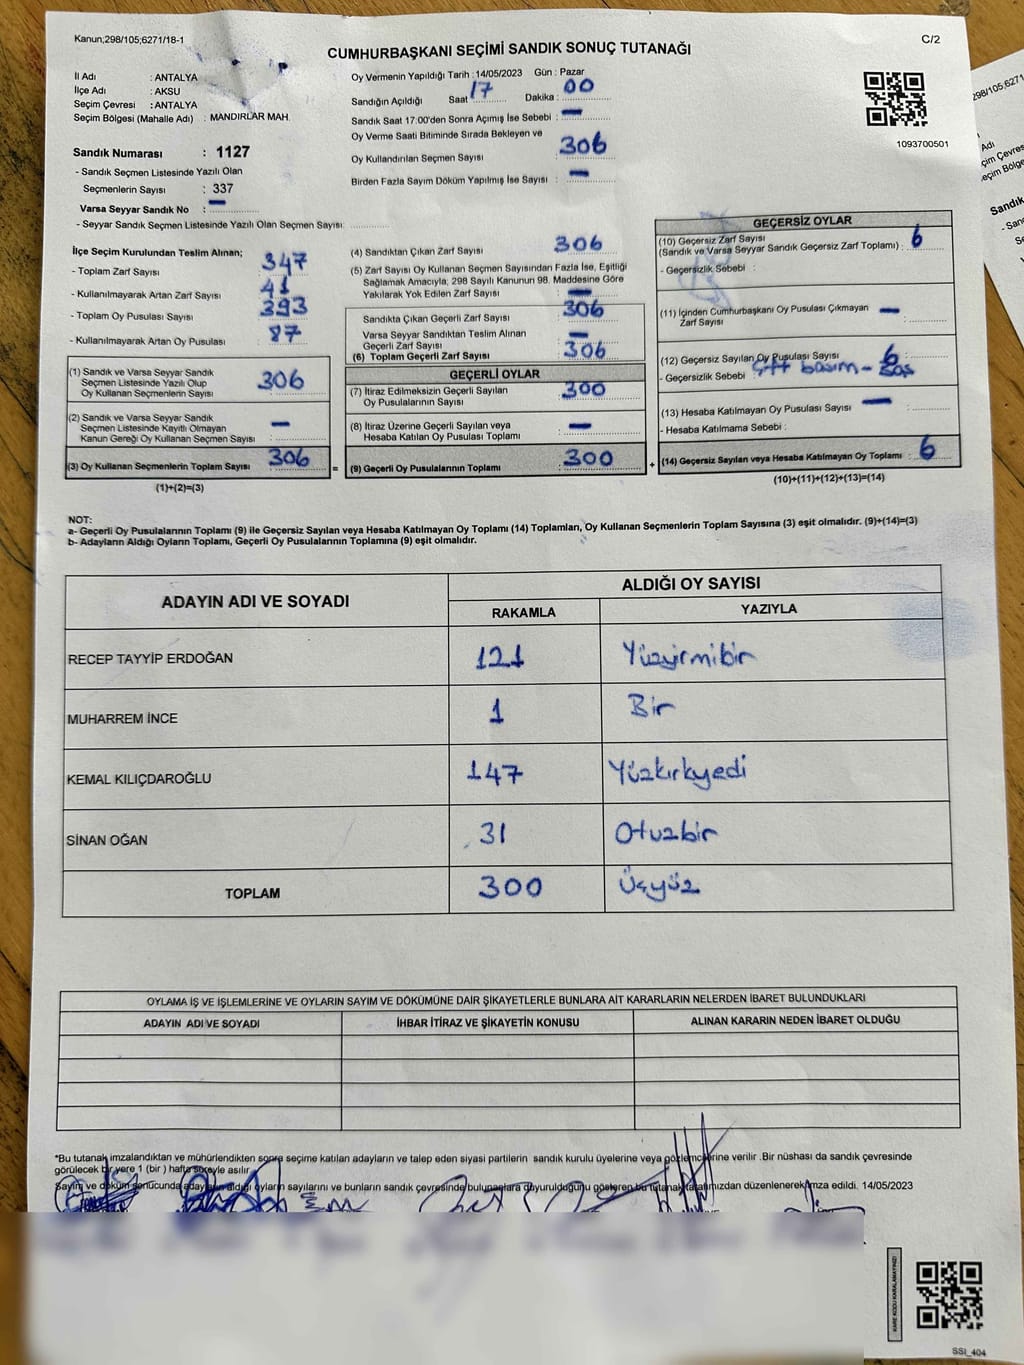 Kanun;298/105;6271/18-1
C/2
CUMHURBAŞKANI SEÇİMİ SANDIK SONUÇ TUTANAĞI
İl Adı : ANTALYA
İlçe Adı : AKSU
Seçim Çevresi : ANTALYA
Seçim Bölgesi (Mahalle Adı) : MANDIRLAR MAH.
Sandık Numarası : 1127
- Sandık Seçmen Listesinde Yazılı Olan
Seçmenlerin Sayısı : 337
Varsa Seyyar Sandık No : —
- Seyyar Sandık Seçmen Listesinde Yazılı Olan Seçmen Sayısı:
Oy Vermenin Yapıldığı Tarih : 14/05/2023 Gün : Pazar
Sandığın Açıldığı Saat 17 Dakika : 00
Sandık Saat 17:00'den Sonra Açımış İse Sebebi : —
Oy Verme Saati Bitiminde Sırada Bekleyen ve
Oy Kullandırılan Seçmen Sayısı 306
Birden Fazla Sayım Döküm Yapılmış İse Sayısı : —
1093700501
İlçe Seçim Kurulundan Teslim Alınan;
- Toplam Zarf Sayısı 347
- Kullanılmayarak Artan Zarf Sayısı : 41
- Toplam Oy Pusulası Sayısı 393
- Kullanılmayarak Artan Oy Pusulası : 87
(1) Sandık ve Varsa Seyyar Sandık
Seçmen Listesinde Yazılı Olup
Oy Kullanan Seçmenlerin Sayısı 306
(2) Sandık ve Varsa Seyyar Sandık
Seçmen Listesinde Kayıtlı Olmayan
Kanun Gereği Oy Kullanan Seçmen Sayısı : —
(3) Oy Kullanan Seçmenlerin Toplam Sayısı 306
(1)+(2)=(3)
(4) Sandıktan Çıkan Zarf Sayısı 306
(5) Zarf Sayısı Oy Kullanan Seçmen Sayısından Fazla İse, Eşitliği
Sağlamak Amacıyla; 298 Sayılı Kanunun 98. Maddesine Göre
Yakılarak Yok Edilen Zarf Sayısı : —
Sandıkta Çıkan Geçerli Zarf Sayısı : 306
Varsa Seyyar Sandıktan Teslim Alınan
Geçerli Zarf Sayısı : —
(6) Toplam Geçerli Zarf Sayısı : 306
GEÇERLİ OYLAR
(7) İtiraz Edilmeksizin Geçerli Sayılan
Oy Pusulalarının Sayısı : 300
(8) İtiraz Üzerine Geçerli Sayılan veya
Hesaba Katılan Oy Pusulası Toplamı : —
= (9) Geçerli Oy Pusulalarının Toplamı : 300
GEÇERSİZ OYLAR
(10) Geçersiz Zarf Sayısı
(Sandık ve Varsa Seyyar Sandık Geçersiz Zarf Toplamı) : 6
- Geçersizlik Sebebi :
(11) İçinden Cumhurbaşkanı Oy Pusulası Çıkmayan
Zarf Sayısı : —
(12) Geçersiz Sayılan Oy Pusulası Sayısı : 6
- Geçersizlik Sebebi : Çift basım - Boş
(13) Hesaba Katılmayan Oy Pusulası Sayısı : —
- Hesaba Katılmama Sebebi :
+ (14) Geçersiz Sayılan veya Hesaba Katılmayan Oy Toplamı : 6
(10)+(11)+(12)+(13)=(14)
NOT:
a- Geçerli Oy Pusulalarının Toplamı (9) ile Geçersiz Sayılan veya Hesaba Katılmayan Oy Toplamı (14) Toplamları, Oy Kullanan Seçmenlerin Toplam Sayısına (3) eşit olmalıdır. (9)+(14)=(3)
b- Adayların Aldığı Oyların Toplamı, Geçerli Oy Pusulalarının Toplamına (9) eşit olmalıdır.
ADAYIN ADI VE SOYADI ALDIĞI OY SAYISI
RAKAMLA YAZIYLA
RECEP TAYYİP ERDOĞAN 121 Yüzyirmibir
MUHARREM İNCE 1 Bir
KEMAL KILIÇDAROĞLU 147 Yüzkırkyedi
SİNAN OĞAN 31 Otuzbir
TOPLAM 300 Üçyüz
OYLAMA İŞ VE İŞLEMLERİNE VE OYLARIN SAYIM VE DÖKÜMÜNE DAİR ŞİKAYETLERLE BUNLARA AİT KARARLARIN NELERDEN İBARET BULUNDUKLARI
ADAYIN ADI VE SOYADI İHBAR İTİRAZ VE ŞİKAYETİN KONUSU ALINAN KARARIN NEDEN İBARET OLDUĞU
*Bu tutanak imzalandıktan ve mühürlendikten sonra seçime katılan adayların ve talep eden siyasi partilerin sandık kurulu üyelerine veya gözlemcilerine verilir .Bir nüshası da sandık çevresinde
görülecek bir yere 1 (bir ) hafta süreyle asılır.
Sayım ve döküm sonucunda adayların aldığı oyların sayılarını ve bunların sandık çevresinde bulunanlara duyurulduğunu gösteren bu tutanak tarafımızdan düzenlenerek imza edildi. 14/05/2023
KARE KODU KARALAMAYINIZ!
SSI_404